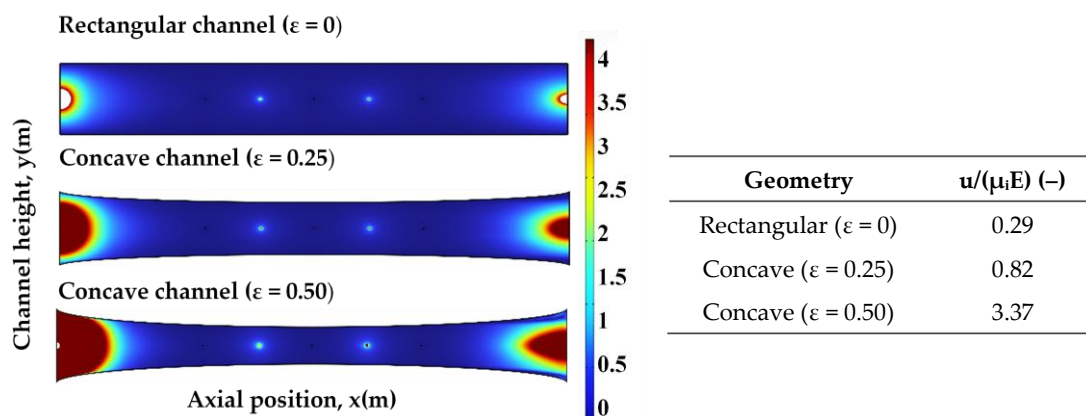 Rectangular channel (ε = 0)
Concave channel (ε = 0.25)
Concave channel (ε = 0.50)
Channel height, y(m)
Axial position, x(m)
4
3.5
3
2.5
2
1.5
1
0.5
0
Geometry u/(μᵢE) (–)
Rectangular (ε = 0) 0.29
Concave (ε = 0.25) 0.82
Concave (ε = 0.50) 3.37